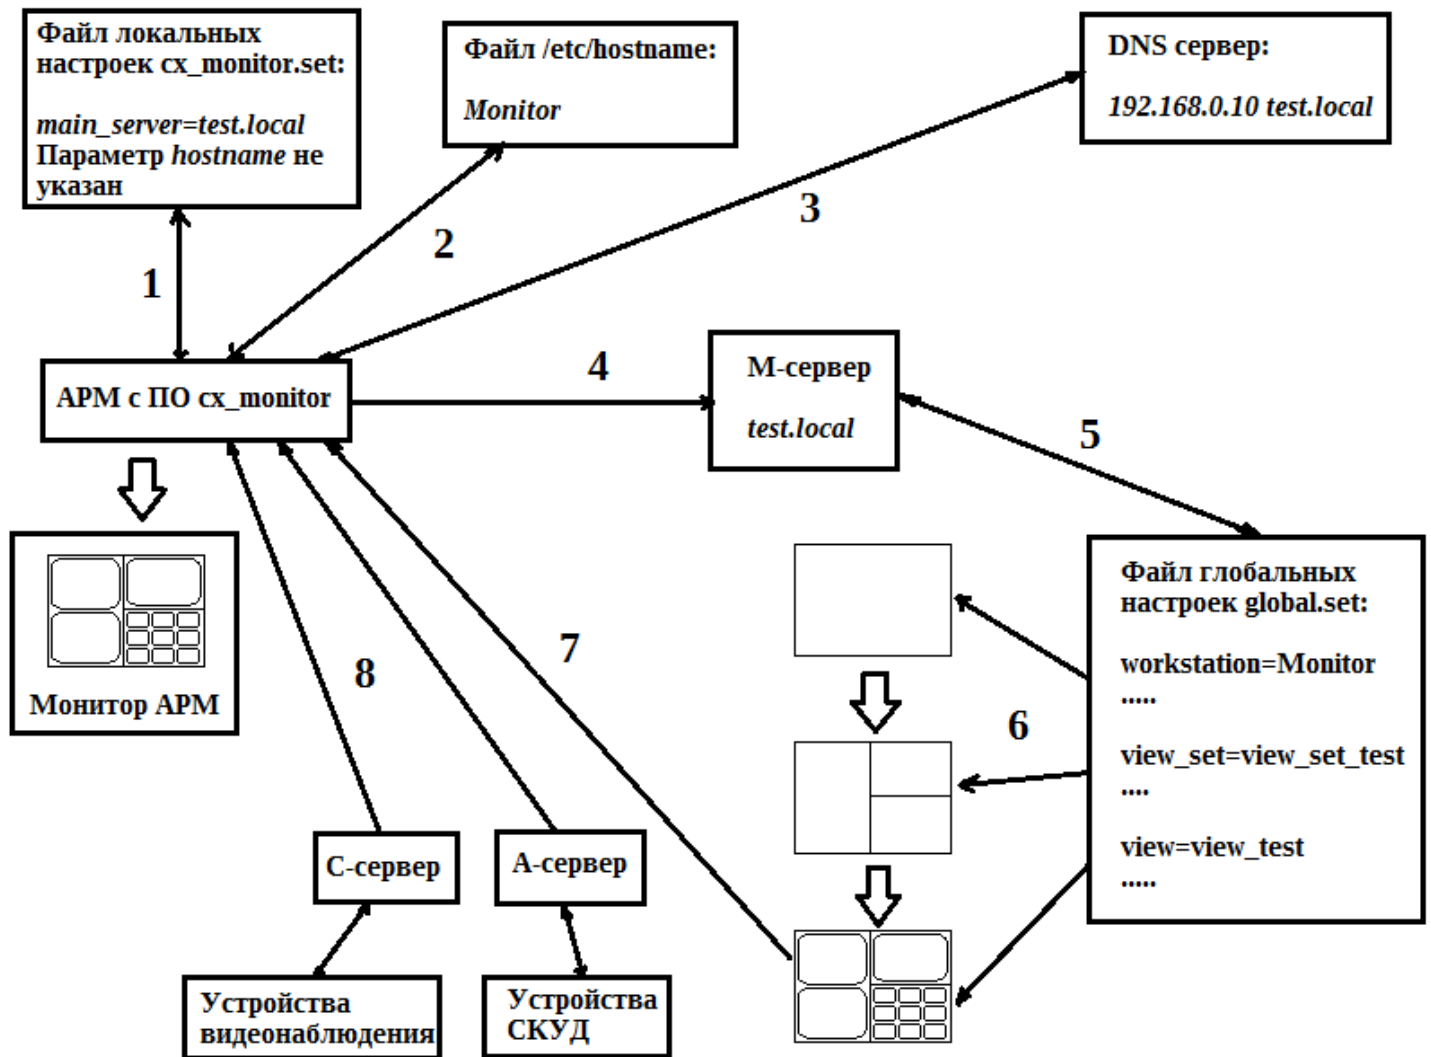 Файл локальных
настроек cx_monitor.set:
main_server=test.local
Параметр hostname не
указан
Файл /etc/hostname:
Monitor
DNS сервер:
192.168.0.10 test.local
1
2
3
АРМ с ПО cx_monitor
4
М-сервер
test.local
5
Монитор АРМ
Файл глобальных
настроек global.set:
workstation=Monitor
.....
view_set=view_set_test
....
view=view_test
.....
6
7
8
С-сервер
А-сервер
Устройства
видеонаблюдения
Устройства
СКУД